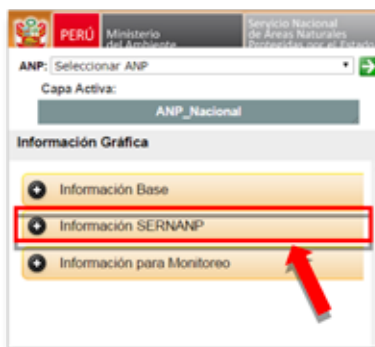 PERÚ
Ministerio
del Ambiente
Servicio Nacional
de Áreas Naturales
Protegidas por el Estado
ANP: Seleccionar ANP
Capa Activa:
ANP_Nacional
Información Gráfica
Información Base
Información SERNANP
Información para Monitoreo